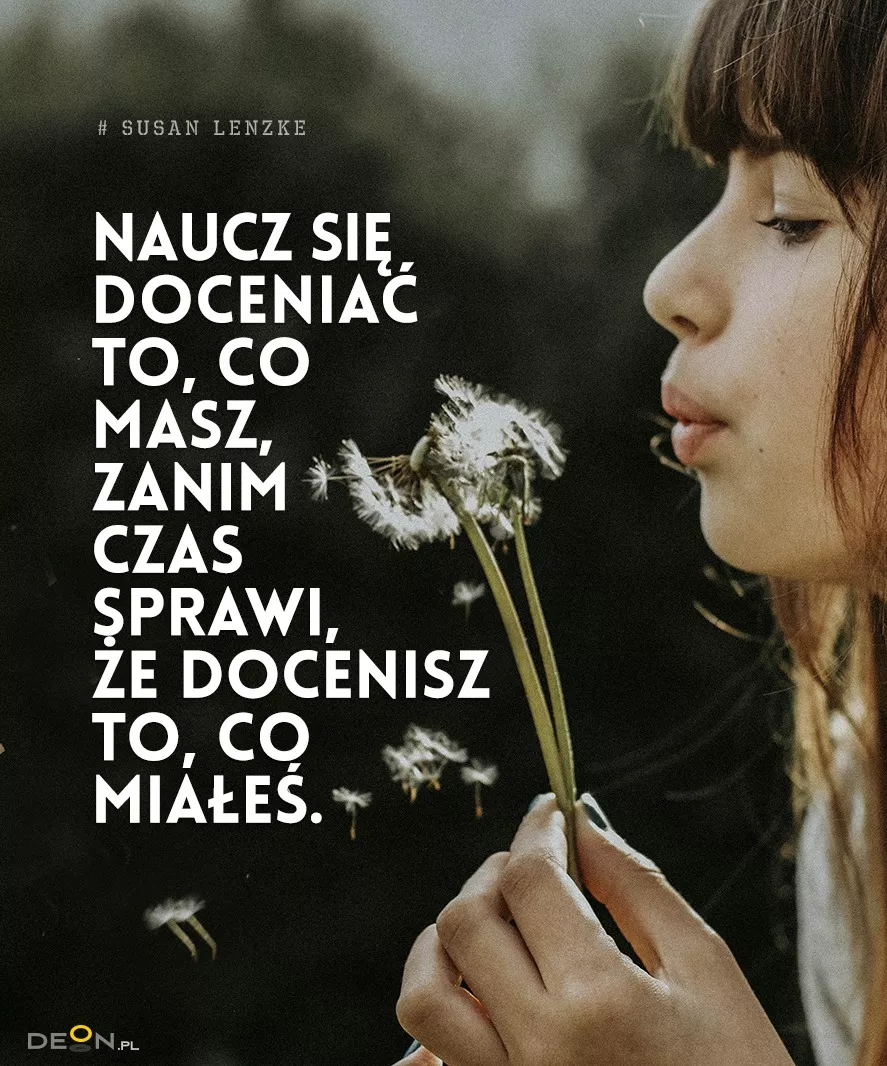 # SUSAN LENZKE
NAUCZ SIĘ
DOCENIAĆ
TO, CO
MASZ,
ZANIM
CZAS
SPRAWI,
ŻE DOCENISZ
TO, CO
MIAŁEŚ.
DEON.PL